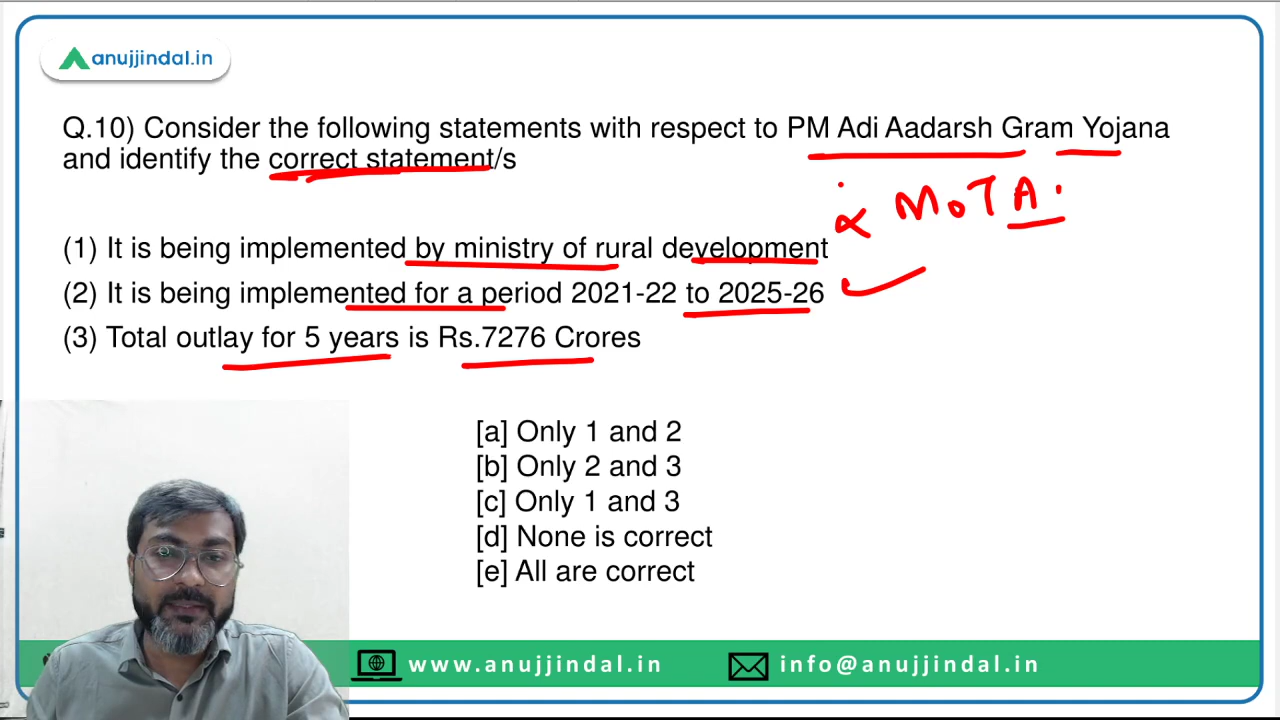 anujjindal.in
Q.10) Consider the following statements with respect to PM Adi Aadarsh Gram Yojana
and identify the correct statement/s
MoTA.
(1) It is being implemented by ministry of rural development
(2) It is being implemented for a period 2021-22 to 2025-26
(3) Total outlay for 5 years is Rs.7276 Crores
[a] Only 1 and 2
[b] Only 2 and 3
[c] Only 1 and 3
[d] None is correct
[e] All are correct
www.anujjindal.in
info@anujjindal.in